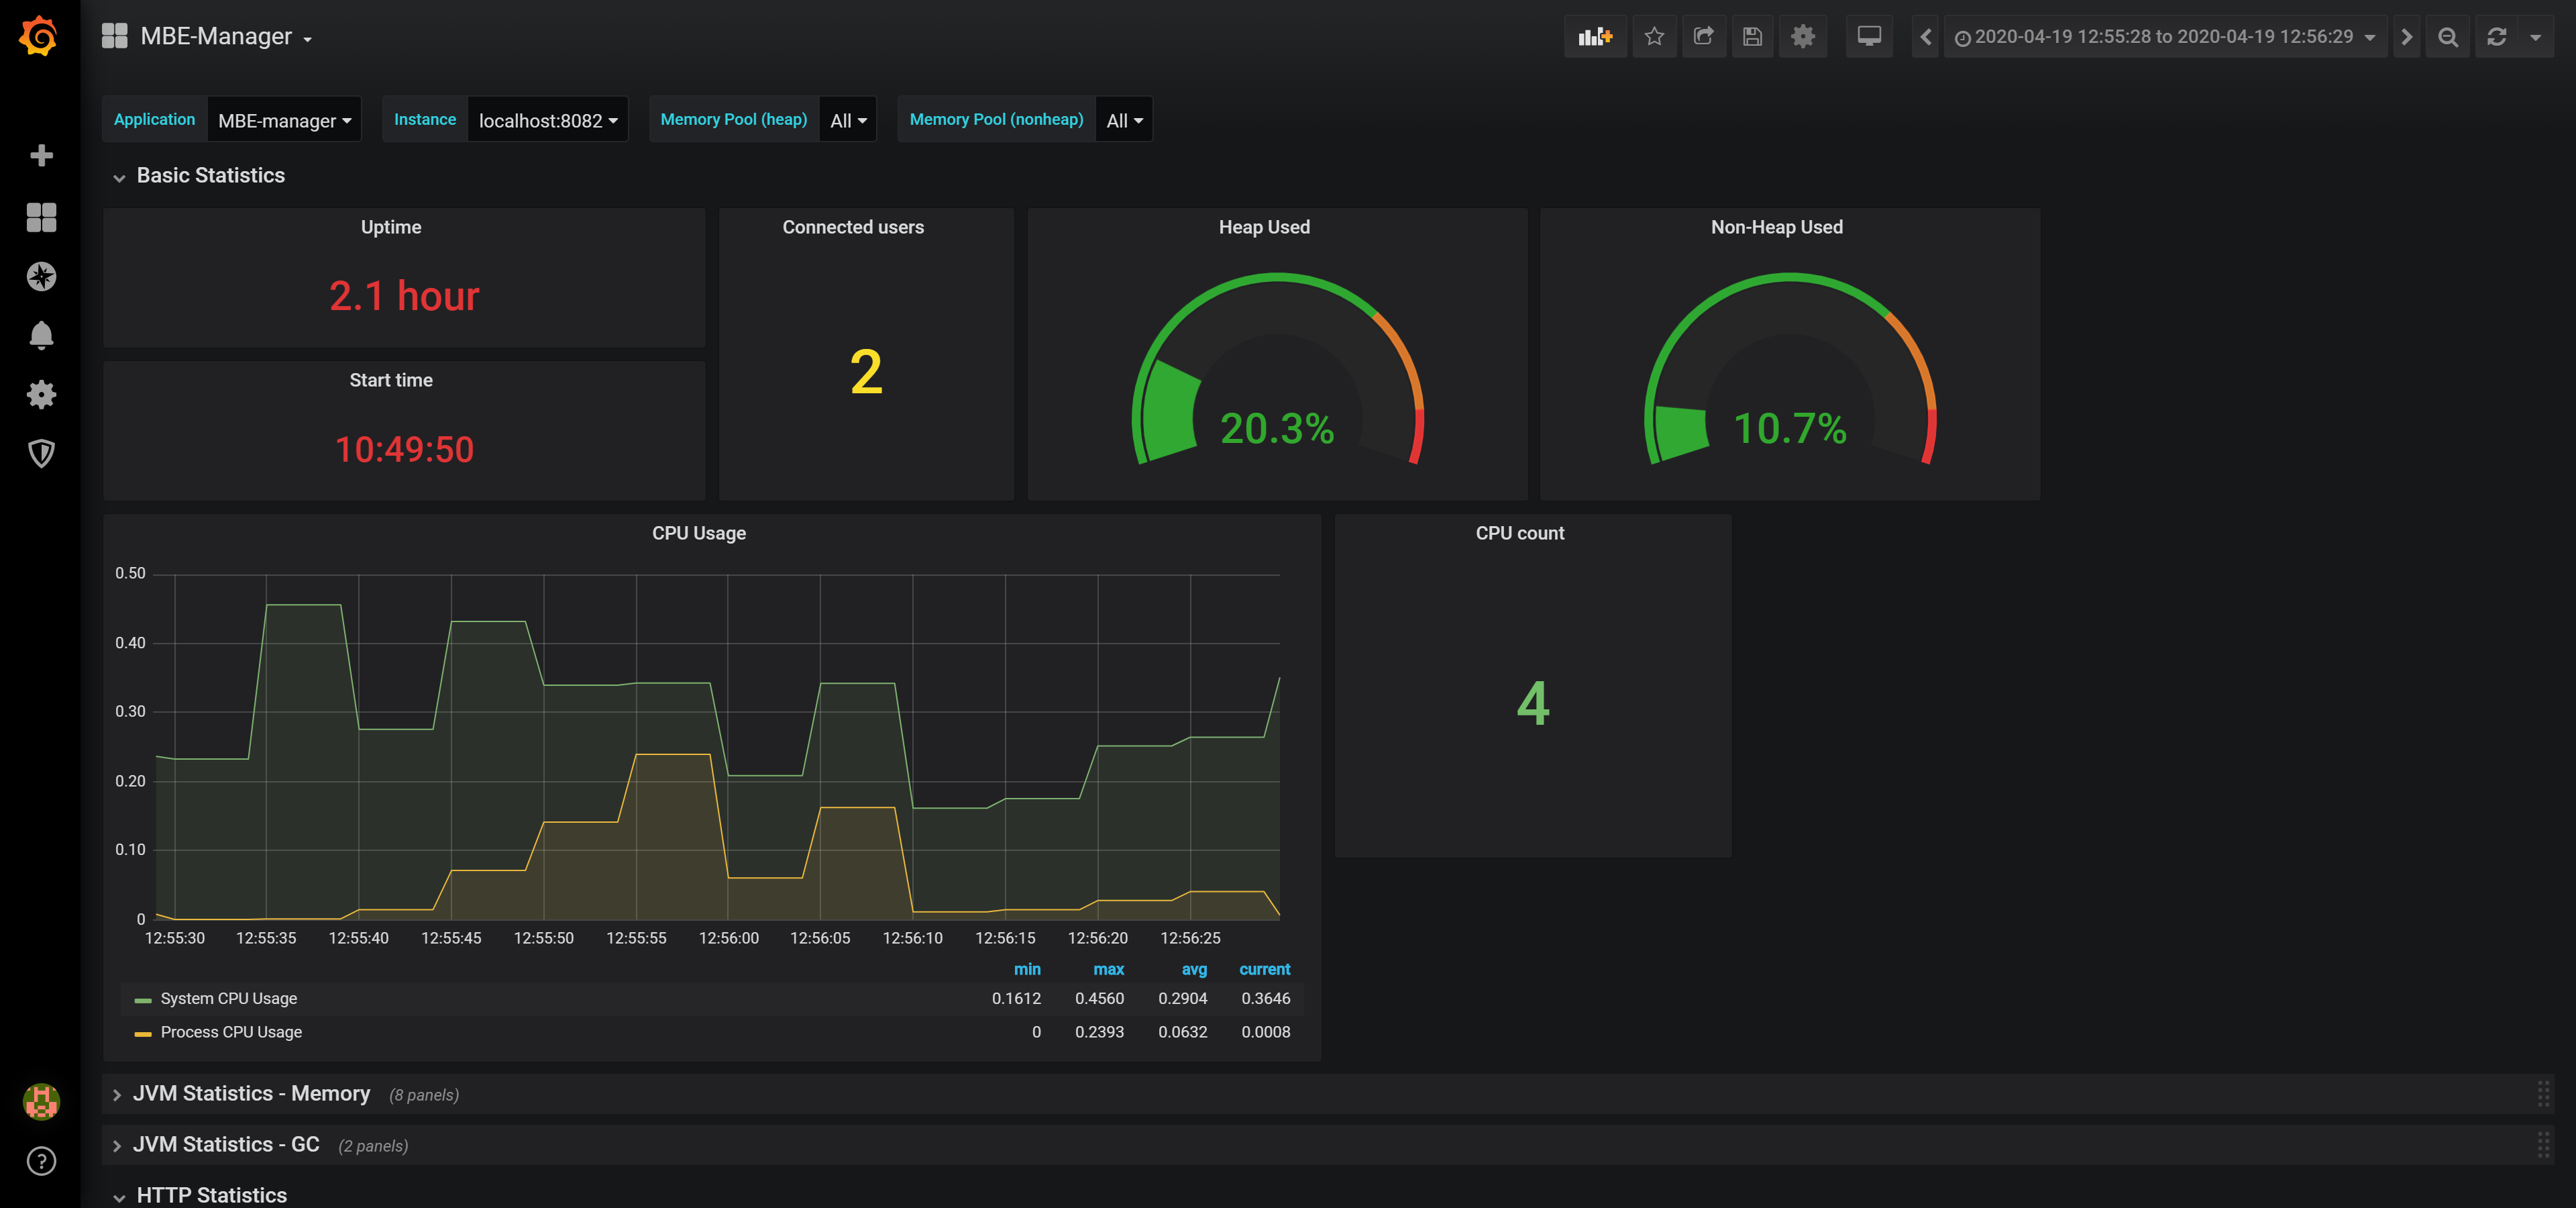 MBE-Manager
2020-04-19 12:55:28 to 2020-04-19 12:56:29
Application MBE-manager Instance localhost:8082 Memory Pool (heap) All Memory Pool (nonheap) All
Basic Statistics
Uptime
2.1 hour
Start time
10:49:50
Connected users
2
Heap Used
20.3%
Non-Heap Used
10.7%
CPU Usage
0.50
0.40
0.30
0.20
0.10
0
12:55:30 12:55:35 12:55:40 12:55:45 12:55:50 12:55:55 12:56:00 12:56:05 12:56:10 12:56:15 12:56:20 12:56:25
min max avg current
System CPU Usage 0.1612 0.4560 0.2904 0.3646
Process CPU Usage 0 0.2393 0.0632 0.0008
CPU count
4
JVM Statistics - Memory (8 panels)
JVM Statistics - GC (2 panels)
HTTP Statistics